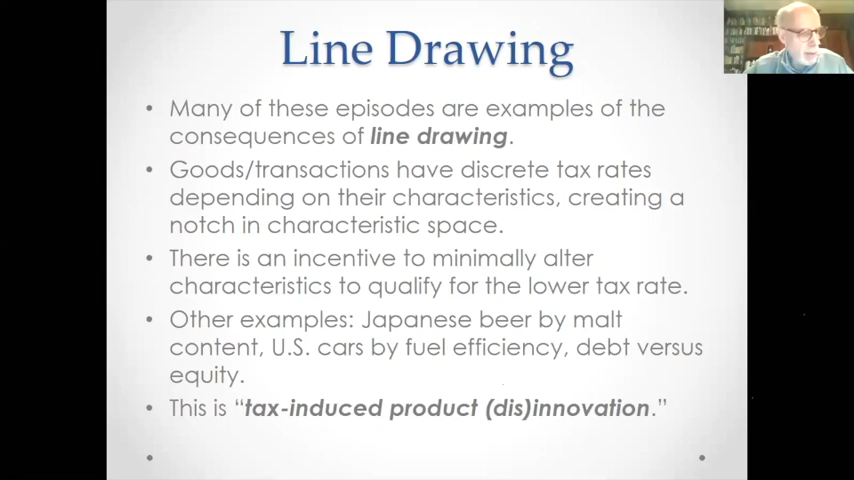 Line Drawing
• Many of these episodes are examples of the
consequences of line drawing.
• Goods/transactions have discrete tax rates
depending on their characteristics, creating a
notch in characteristic space.
• There is an incentive to minimally alter
characteristics to qualify for the lower tax rate.
• Other examples: Japanese beer by malt
content, U.S. cars by fuel efficiency, debt versus
equity.
• This is “tax-induced product (dis)innovation.”